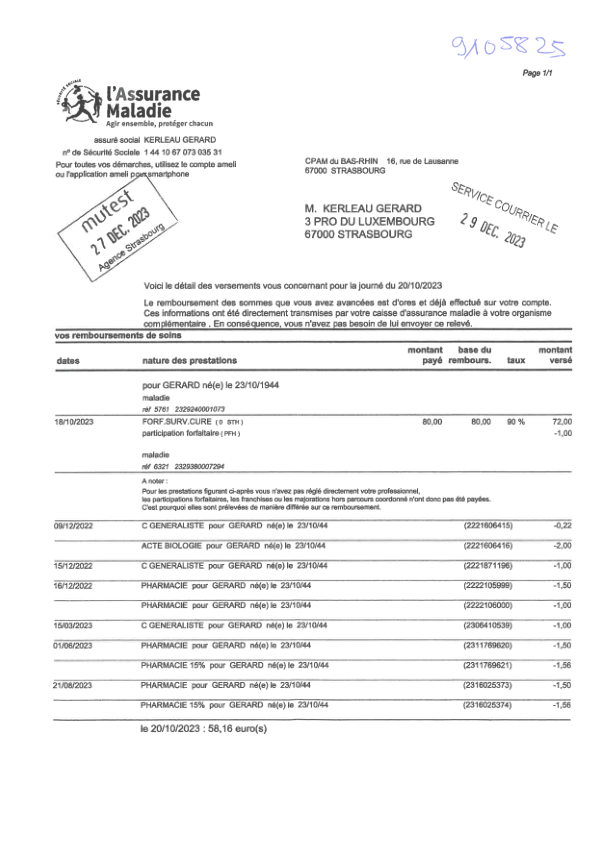 9105825
Page 1/1
SÉCURITÉ SOCIALE
l'Assurance
Maladie
Agir ensemble, protéger chacun
assuré social KERLEAU GERARD
n° de Sécurité Sociale 1 44 10 67 073 035 31
Pour toutes vos démarches, utilisez le compte ameli
ou l'application ameli pour smartphone
CPAM du BAS-RHIN 16, rue de Lausanne
67000 STRASBOURG
mutest
27 DEC. 2023
Agence Strasbourg
M. KERLEAU GERARD
3 PRO DU LUXEMBOURG
67000 STRASBOURG
SERVICE COURRIER LE
29 DEC. 2023
Voici le détail des versements vous concernant pour la journée du 20/10/2023
Le remboursement des sommes que vous avez avancées est d'ores et déjà effectué sur votre compte.
Ces informations ont été directement transmises par votre caisse d'assurance maladie à votre organisme
complémentaire . En conséquence, vous n'avez pas besoin de lui envoyer ce relevé.
vos remboursements de soins
dates nature des prestations montant payé base du rembours. taux montant versé
pour GERARD né(e) le 23/10/1944
maladie
réf 5761 2329240001073
18/10/2023 FORF.SURV.CURE ( 0 STH ) 80,00 80,00 90 % 72,00
participation forfaitaire ( PFH ) -1,00
maladie
réf 6321 2329380007294
A noter :
Pour les prestations figurant ci-après vous n'avez pas réglé directement votre professionnel,
les participations forfaitaires, les franchises ou les majorations hors parcours coordonné n'ont donc pas été payées.
C'est pourquoi elles sont prélevées de manière différée sur ce remboursement.
09/12/2022 C GENERALISTE pour GERARD né(e) le 23/10/44 (2221606415) -0,22
ACTE BIOLOGIE pour GERARD né(e) le 23/10/44 (2221606416) -2,00
15/12/2022 C GENERALISTE pour GERARD né(e) le 23/10/44 (2221871196) -1,00
16/12/2022 PHARMACIE pour GERARD né(e) le 23/10/44 (2222105999) -1,50
PHARMACIE pour GERARD né(e) le 23/10/44 (2222106000) -1,00
15/03/2023 C GENERALISTE pour GERARD né(e) le 23/10/44 (2306410539) -1,00
01/06/2023 PHARMACIE pour GERARD né(e) le 23/10/44 (2311769620) -1,50
PHARMACIE 15% pour GERARD né(e) le 23/10/44 (2311769621) -1,56
21/08/2023 PHARMACIE pour GERARD né(e) le 23/10/44 (2316025373) -1,50
PHARMACIE 15% pour GERARD né(e) le 23/10/44 (2316025374) -1,56
le 20/10/2023 : 58,16 euro(s)